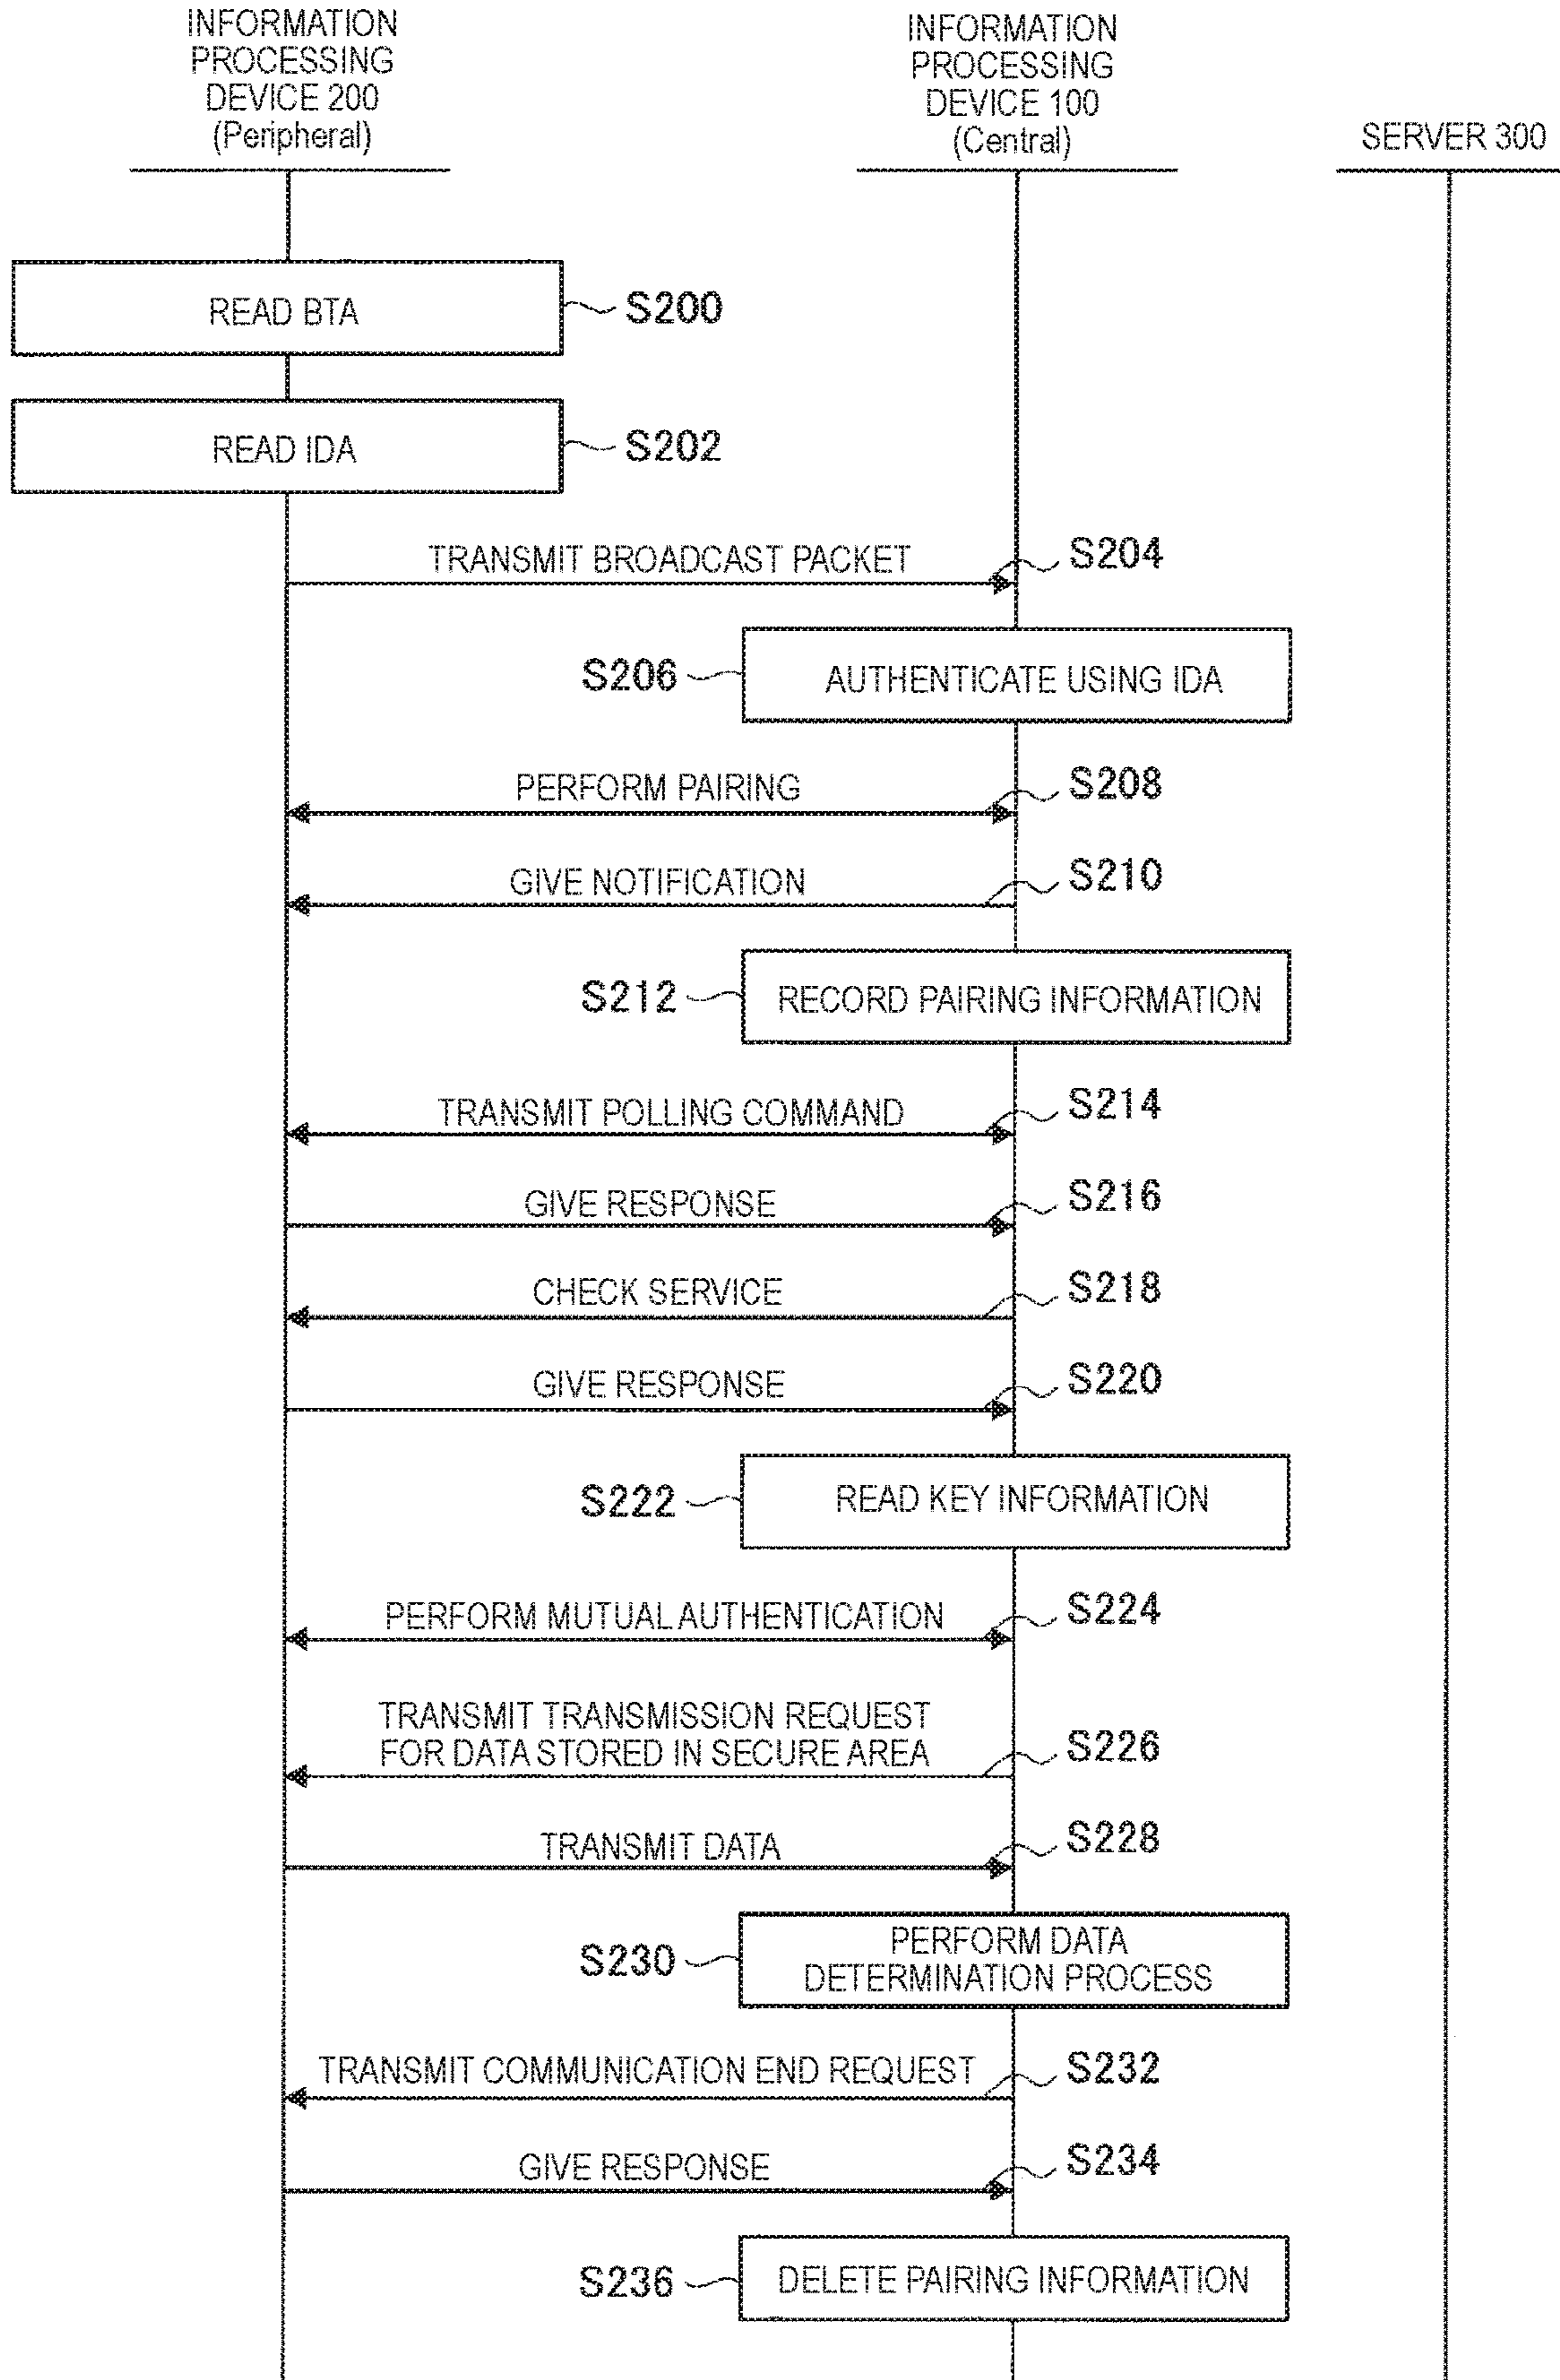 INFORMATION
PROCESSING
DEVICE 200
(Peripheral)
INFORMATION
PROCESSING
DEVICE 100
(Central)
SERVER 300
READ BTA
S200
READ IDA
S202
TRANSMIT BROADCAST PACKET
S204
S206
AUTHENTICATE USING IDA
PERFORM PAIRING
S208
GIVE NOTIFICATION
S210
S212
RECORD PAIRING INFORMATION
TRANSMIT POLLING COMMAND
S214
GIVE RESPONSE
S216
CHECK SERVICE
S218
GIVE RESPONSE
S220
S222
READ KEY INFORMATION
PERFORM MUTUAL AUTHENTICATION
S224
TRANSMIT TRANSMISSION REQUEST
FOR DATA STORED IN SECURE AREA
S226
TRANSMIT DATA
S228
S230
PERFORM DATA
DETERMINATION PROCESS
TRANSMIT COMMUNICATION END REQUEST
S232
GIVE RESPONSE
S234
S236
DELETE PAIRING INFORMATION